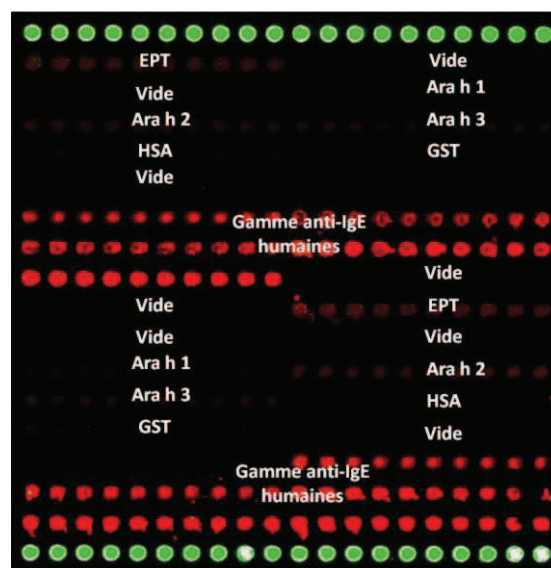 EPT
Vide
Vide
Ara h 1
Ara h 2
Ara h 3
HSA
GST
Vide
Gamme anti-IgE
humaines
Vide
Vide
EPT
Vide
Vide
Ara h 1
Ara h 2
Ara h 3
HSA
GST
Vide
Gamme anti-IgE
humaines